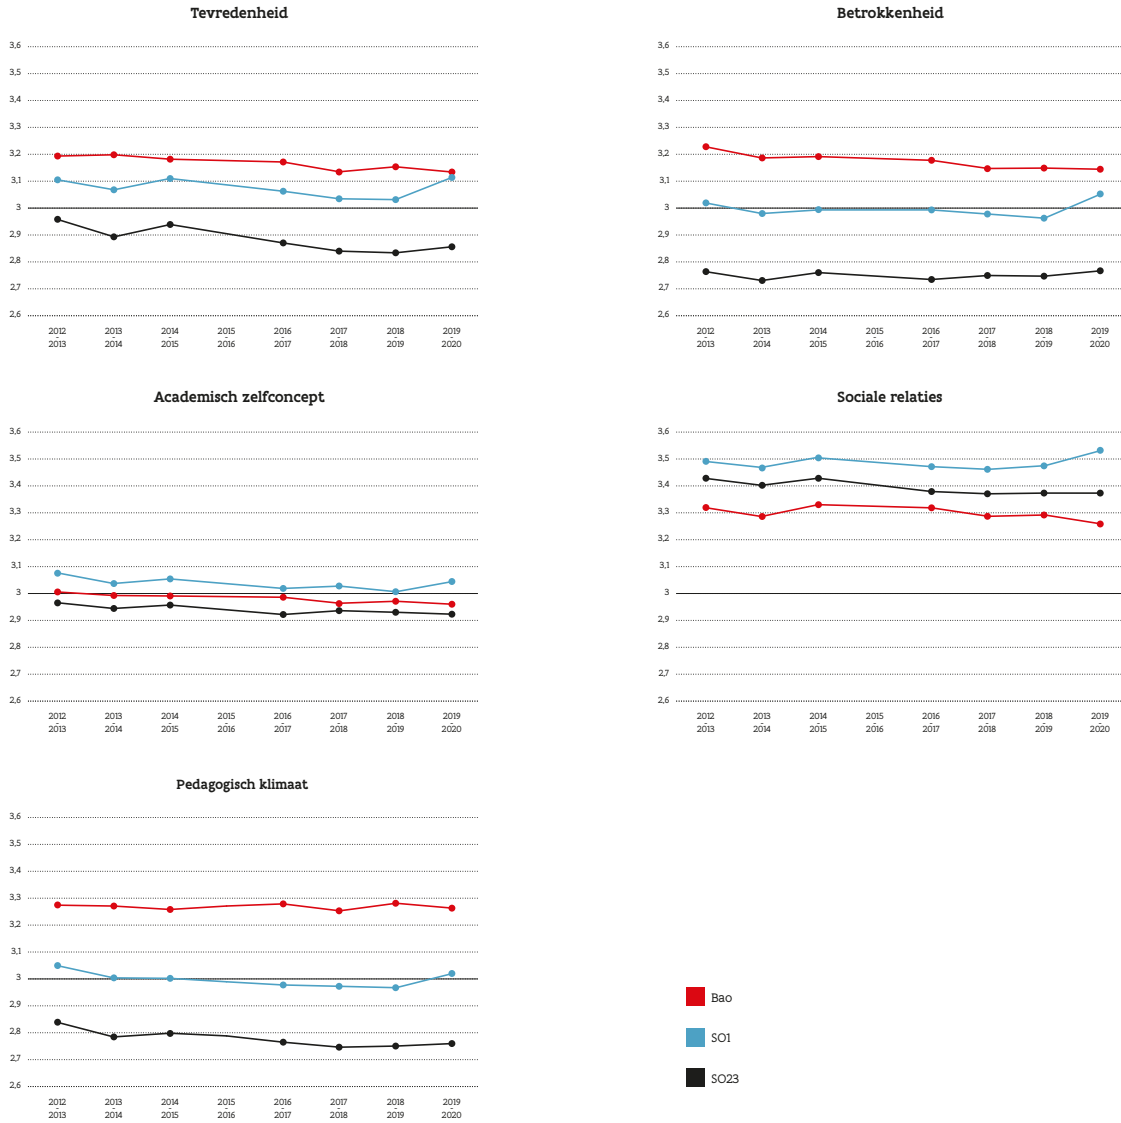 Tevredenheid
3,6
3,5
3,4
3,3
3,2
3,1
3
2,9
2,8
2,7
2,6
2012 2013 2014 2015 2016 2017 2018 2019
- - - - - - - -
2013 2014 2015 2016 2017 2018 2019 2020
Betrokkenheid
3,6
3,5
3,4
3,3
3,2
3,1
3
2,9
2,8
2,7
2,6
2012 2013 2014 2015 2016 2017 2018 2019
- - - - - - - -
2013 2014 2015 2016 2017 2018 2019 2020
Academisch zelfconcept
3,6
3,5
3,4
3,3
3,2
3,1
3
2,9
2,8
2,7
2,6
2012 2013 2014 2015 2016 2017 2018 2019
- - - - - - - -
2013 2014 2015 2016 2017 2018 2019 2020
Sociale relaties
3,6
3,5
3,4
3,3
3,2
3,1
3
2,9
2,8
2,7
2,6
2012 2013 2014 2015 2016 2017 2018 2019
- - - - - - - -
2013 2014 2015 2016 2017 2018 2019 2020
Pedagogisch klimaat
3,6
3,5
3,4
3,3
3,2
3,1
3
2,9
2,8
2,7
2,6
2012 2013 2014 2015 2016 2017 2018 2019
- - - - - - - -
2013 2014 2015 2016 2017 2018 2019 2020
Bao
SO1
SO23